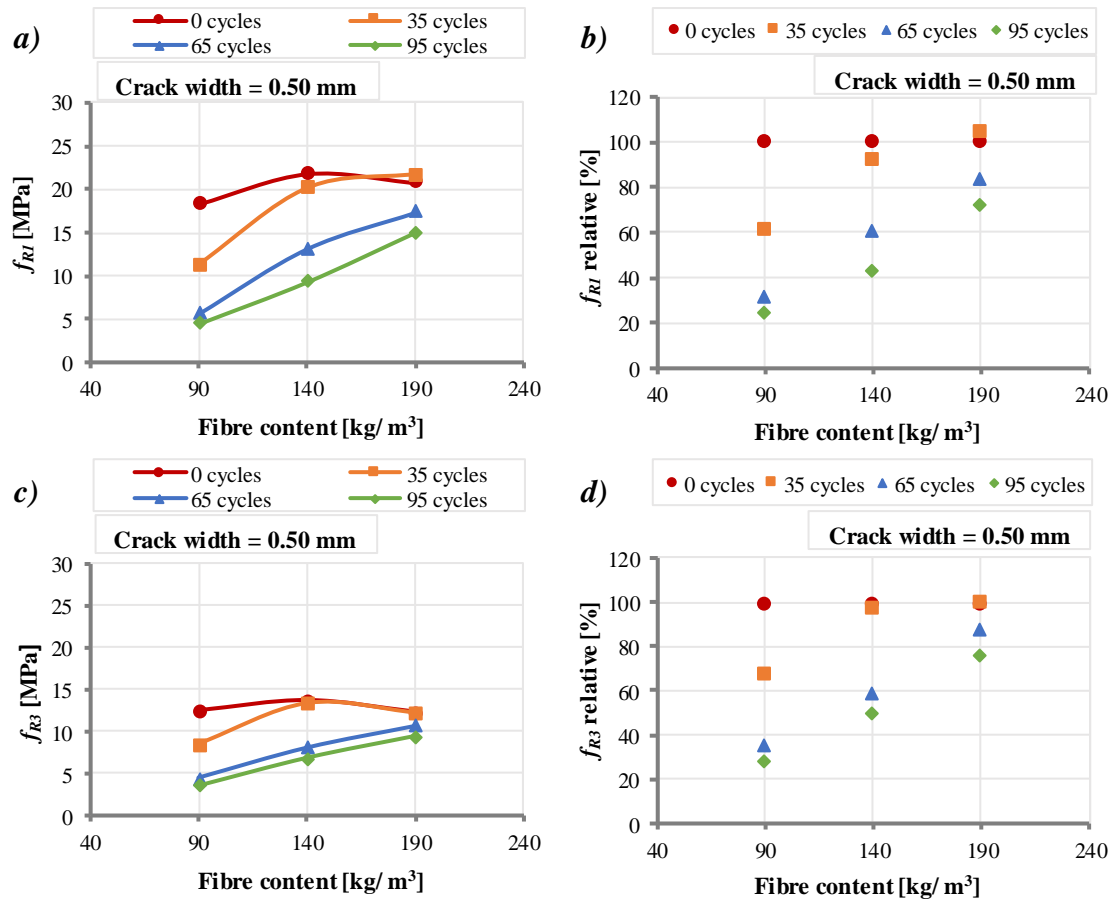 a)
0 cycles 35 cycles
65 cycles 95 cycles
Crack width = 0.50 mm
30
25
20
15
10
5
0
f_R1 [MPa]
40 90 140 190 240
Fibre content [kg/ m³]
b)
0 cycles 35 cycles 65 cycles 95 cycles
Crack width = 0.50 mm
120
100
80
60
40
20
0
f_R1 relative [%]
40 90 140 190 240
Fibre content [kg/ m³]
c)
0 cycles 35 cycles
65 cycles 95 cycles
Crack width = 0.50 mm
30
25
20
15
10
5
0
f_R3 [MPa]
40 90 140 190 240
Fibre content [kg/ m³]
d)
0 cycles 35 cycles 65 cycles 95 cycles
Crack width = 0.50 mm
120
100
80
60
40
20
0
f_R3 relative [%]
40 90 140 190 240
Fibre content [kg/ m³]